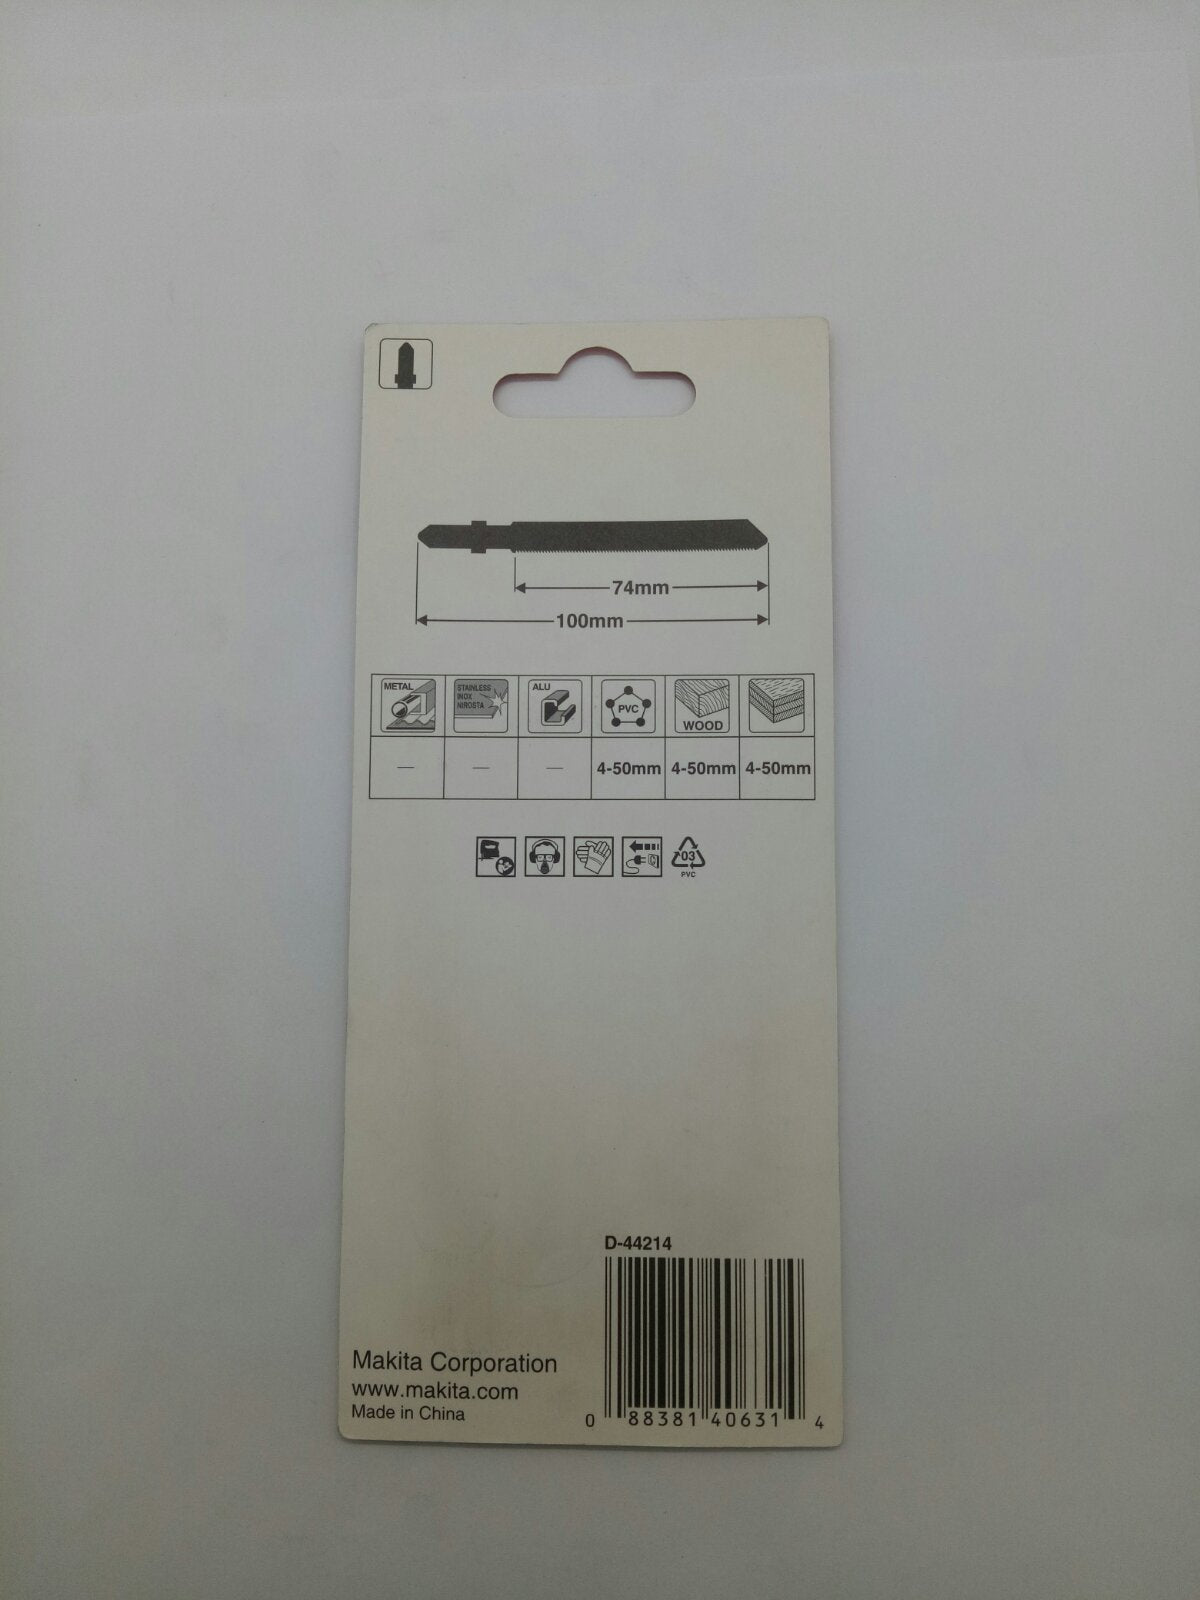 74mm
100mm
METAL STAINLESS INOX NIROSTA ALU PVC WOOD
— — — 4-50mm 4-50mm 4-50mm
03
PVC
D-44214
Makita Corporation
www.makita.com
Made in China
0 88381 40631 4